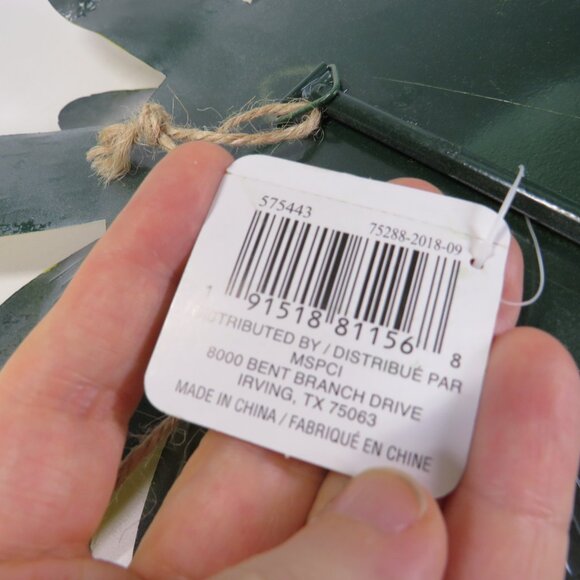 575443 75288-2018-09
1 91518 81156 8
DISTRIBUTED BY / DISTRIBUÉ PAR
MSPCI
8000 BENT BRANCH DRIVE
IRVING, TX 75063
MADE IN CHINA / FABRIQUÉ EN CHINE